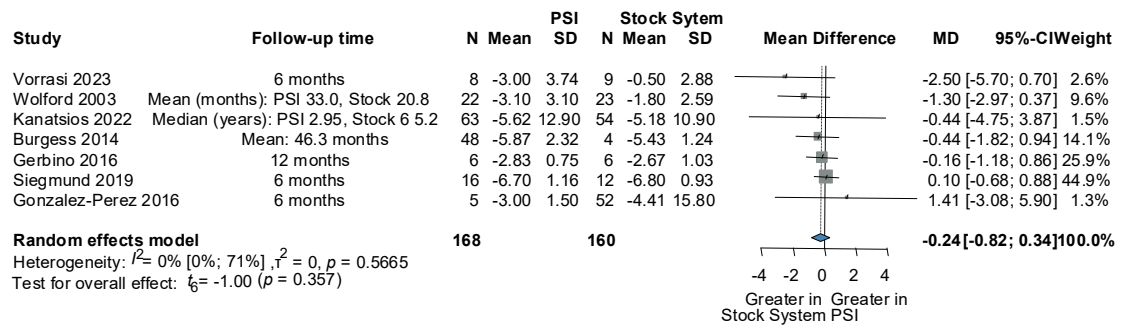 PSI Stock Sytem
Study Follow-up time N Mean SD N Mean SD Mean Difference MD 95%-CIWeight
Vorrasi 2023 6 months 8 -3.00 3.74 9 -0.50 2.88 -2.50 [-5.70; 0.70] 2.6%
Wolford 2003 Mean (months): PSI 33.0, Stock 20.8 22 -3.10 3.10 23 -1.80 2.59 -1.30 [-2.97; 0.37] 9.6%
Kanatsios 2022 Median (years): PSI 2.95, Stock 6 5.2 63 -5.62 12.90 54 -5.18 10.90 -0.44 [-4.75; 3.87] 1.5%
Burgess 2014 Mean: 46.3 months 48 -5.87 2.32 4 -5.43 1.24 -0.44 [-1.82; 0.94] 14.1%
Gerbino 2016 12 months 6 -2.83 0.75 6 -2.67 1.03 -0.16 [-1.18; 0.86] 25.9%
Siegmund 2019 6 months 16 -6.70 1.16 12 -6.80 0.93 0.10 [-0.68; 0.88] 44.9%
Gonzalez-Perez 2016 6 months 5 -3.00 1.50 52 -4.41 15.80 1.41 [-3.08; 5.90] 1.3%
Random effects model 168 160 -0.24[-0.82; 0.34]100.0%
Heterogeneity: I²= 0% [0%; 71%] ,τ² = 0, p = 0.5665
Test for overall effect: t₆= -1.00 (p = 0.357)
-4 -2 0 2 4
Greater in Greater in
Stock System PSI